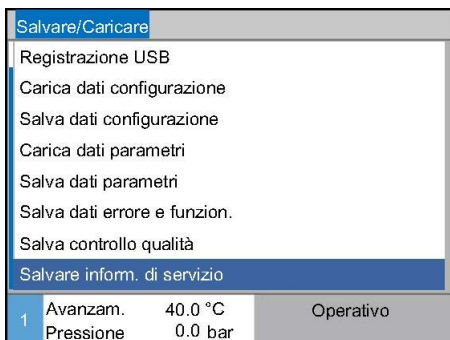 Salvare/Caricare
Registrazione USB
Carica dati configurazione
Salva dati configurazione
Carica dati parametri
Salva dati parametri
Salva dati errore e funzion.
Salva controllo qualità
Salvare inform. di servizio
1 Avanzam. 40.0 °C Operativo
Pressione 0.0 bar